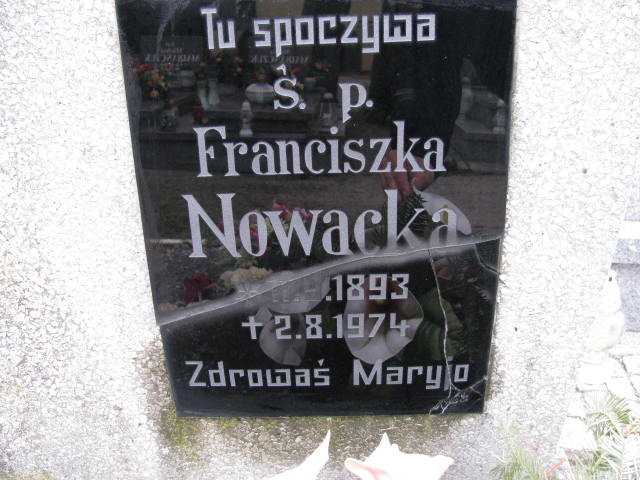 Tu spoczywa
Ś. p.
Franciszka
Nowacka
1893
+ 2.8.1974
Zdrowaś Maryjo